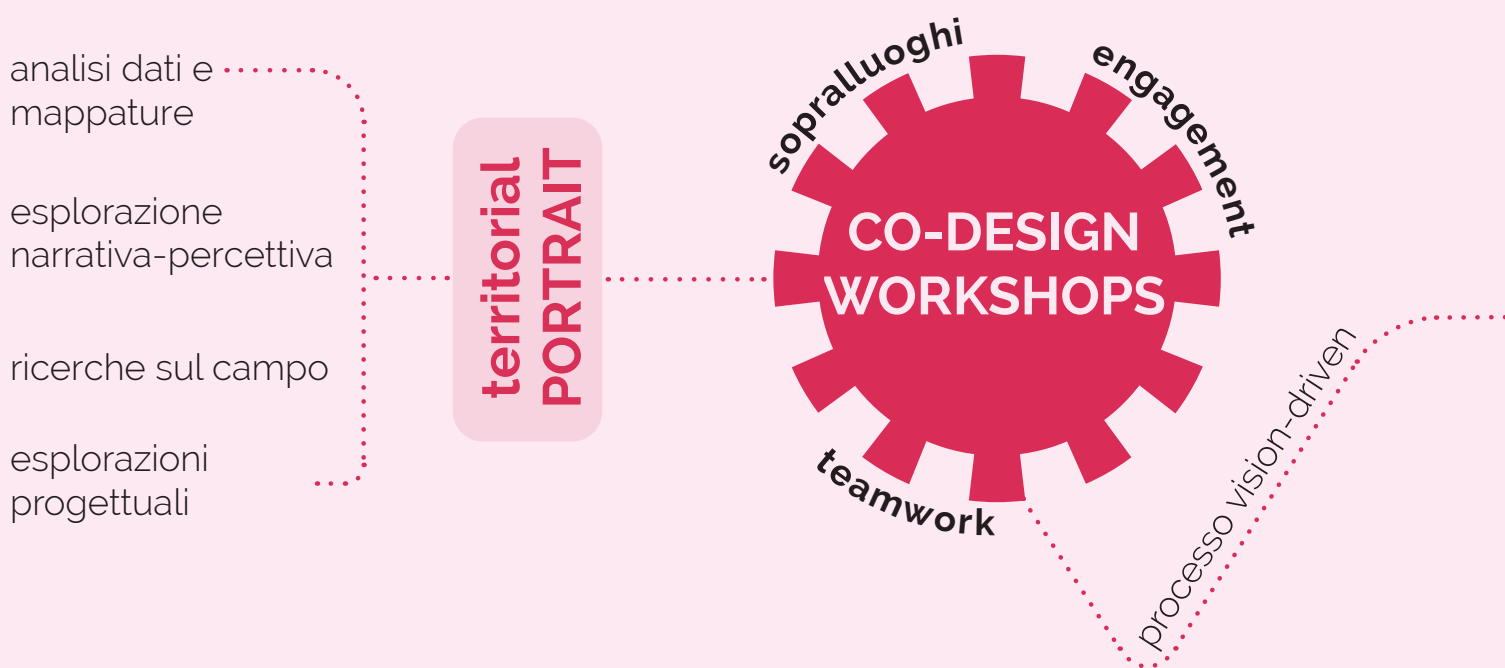 analisi dati e
mappature
esplorazione
narrativa-percettiva
ricerche sul campo
esplorazioni
progettuali
territorial
PORTRAIT
sopralluoghi
engagement
CO-DESIGN
WORKSHOPS
teamwork
processo vision-driven